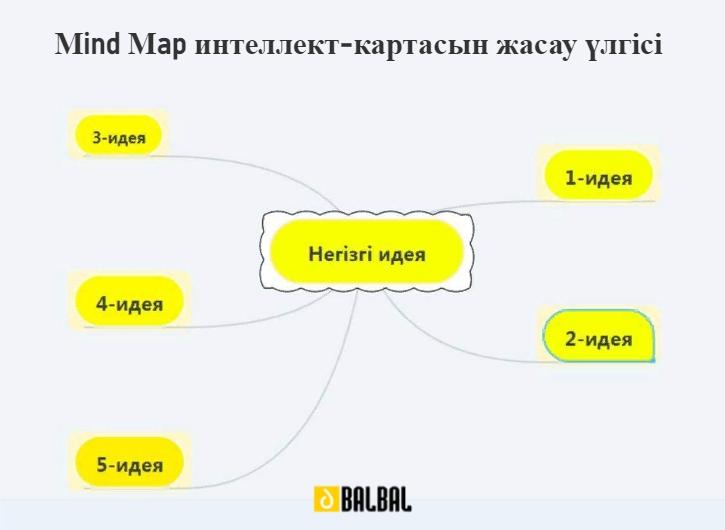 Mind Map интеллект-картасын жасау үлгісі
3-идея
1-идея
Негізгі идея
4-идея
2-идея
5-идея
BALBAL